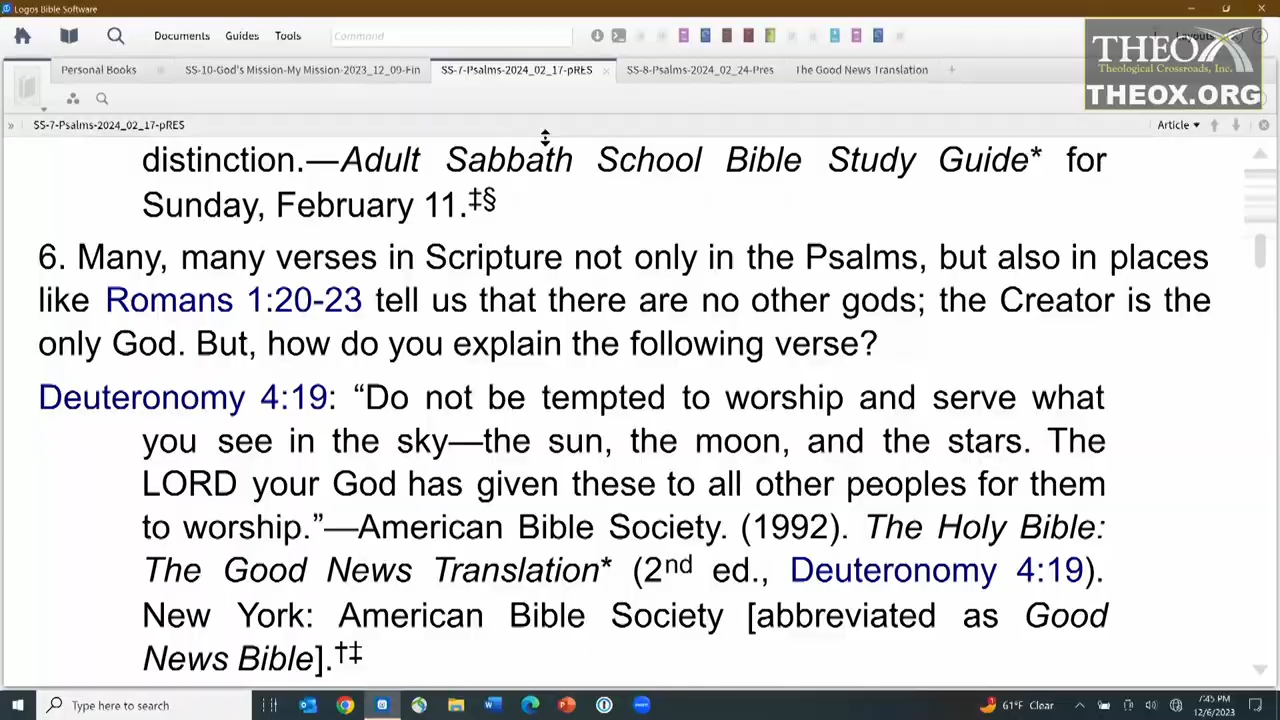 Logos Bible Software
Documents Guides Tools Command Layouts
THEOX
Theological Crossroads, Inc.
THEOX.ORG
Personal Books SS-10-God's Mission-My Mission-2023_12_09-Fin SS-7-Psalms-2024_02_17-pRES SS-8-Psalms-2024_02_24-Pres The Good News Translation
SS-7-Psalms-2024_02_17-pRES Article
distinction.—Adult Sabbath School Bible Study Guide* for
Sunday, February 11.‡§
6. Many, many verses in Scripture not only in the Psalms, but also in places
like Romans 1:20-23 tell us that there are no other gods; the Creator is the
only God. But, how do you explain the following verse?
Deuteronomy 4:19: “Do not be tempted to worship and serve what
you see in the sky—the sun, the moon, and the stars. The
LORD your God has given these to all other peoples for them
to worship.”—American Bible Society. (1992). The Holy Bible:
The Good News Translation* (2nd ed., Deuteronomy 4:19).
New York: American Bible Society [abbreviated as Good
News Bible].†‡
Type here to search
61°F Clear
7:45 PM
12/6/2023